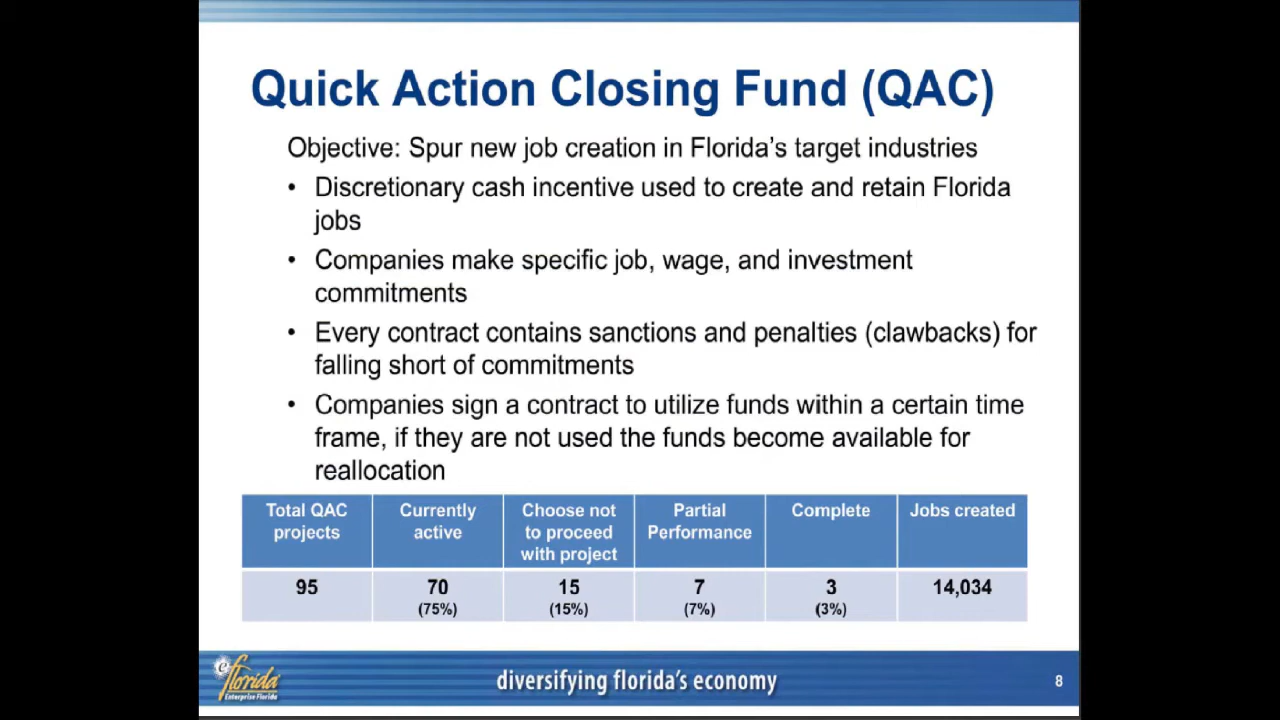 Quick Action Closing Fund (QAC)
Objective: Spur new job creation in Florida's target industries
• Discretionary cash incentive used to create and retain Florida
jobs
• Companies make specific job, wage, and investment
commitments
• Every contract contains sanctions and penalties (clawbacks) for
falling short of commitments
• Companies sign a contract to utilize funds within a certain time
frame, if they are not used the funds become available for
reallocation
Total QAC
projects
Currently
active
Choose not
to proceed
with project
Partial
Performance
Complete
Jobs created
95
70
(75%)
15
(15%)
7
(7%)
3
(3%)
14,034
e florida
Enterprise Florida
diversifying florida's economy
8